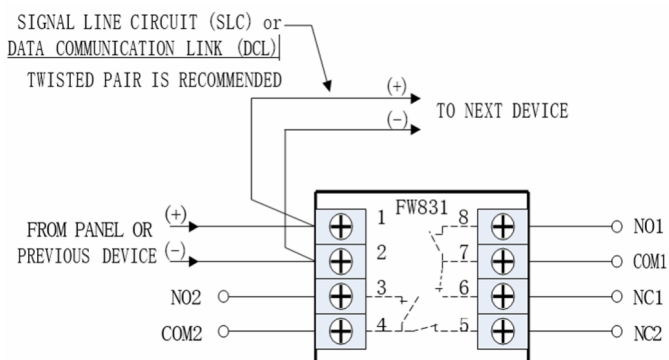 SIGNAL LINE CIRCUIT (SLC) or
DATA COMMUNICATION LINK (DCL)
TWISTED PAIR IS RECOMMENDED
(+)
(-)
TO NEXT DEVICE
FW831
FROM PANEL OR
PREVIOUS DEVICE
(+)
(-)
1
2
3
4
8
7
6
5
NO2
COM2
NO1
COM1
NC1
NC2